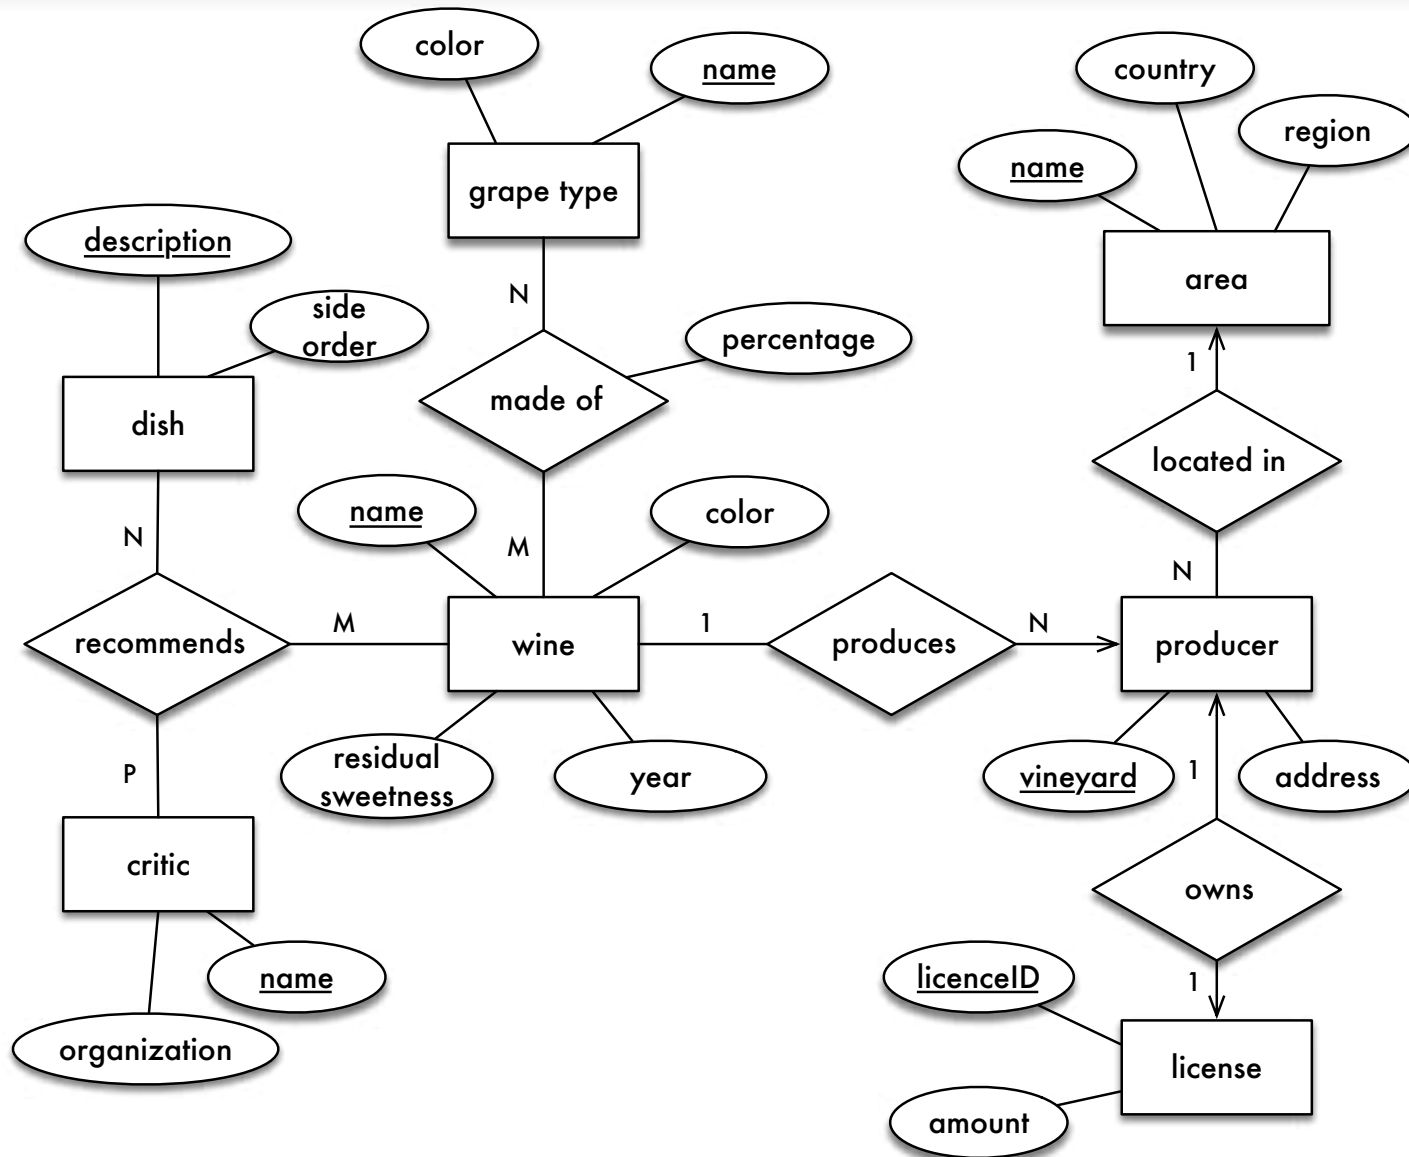 color
name
country
region
name
grape type
description
area
side
order
N
percentage
1
dish
made of
located in
name
color
N
M
N
recommends
M
wine
1
produces
N
producer
P
residual
sweetness
year
vineyard
1
address
critic
owns
name
licenceID
1
organization
license
amount